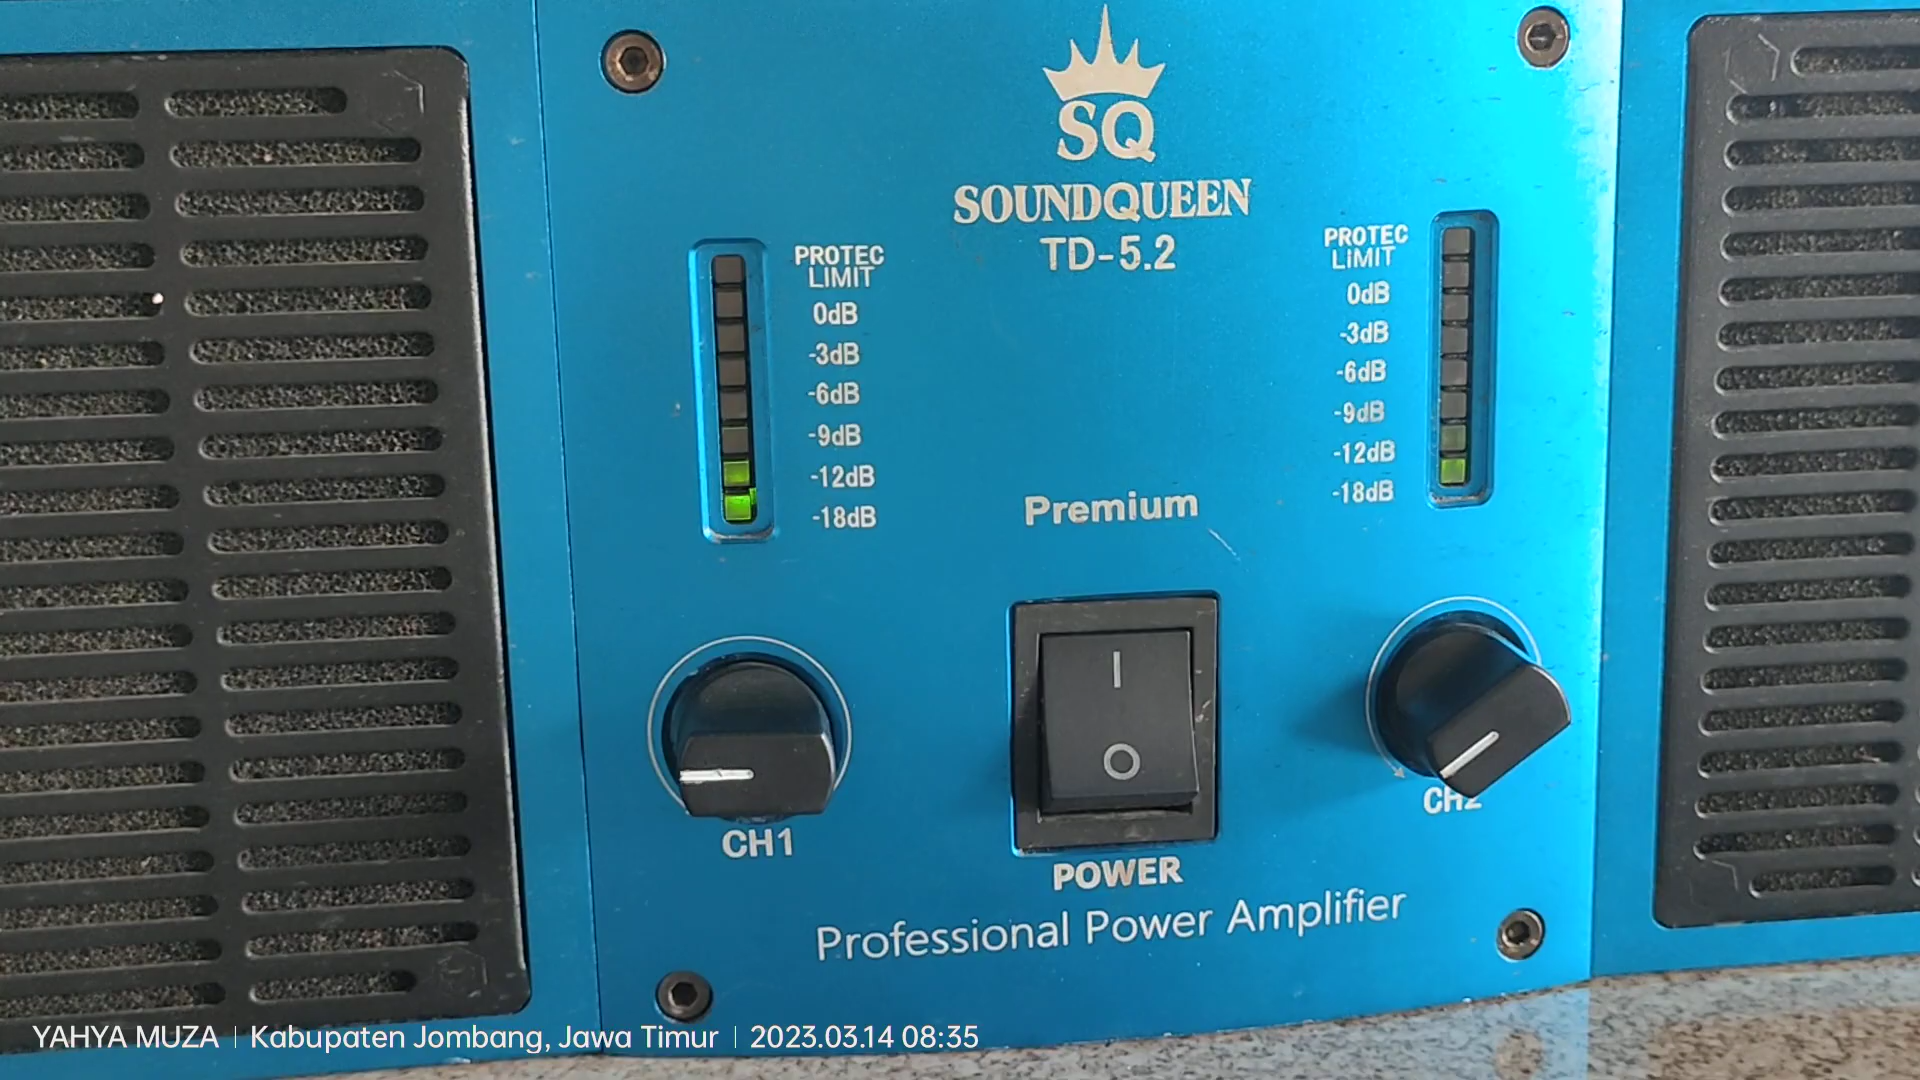 SQ
SOUNDQUEEN
TD-5.2
PROTEC
LIMIT
0dB
-3dB
-6dB
-9dB
-12dB
-18dB
PROTEC
LIMIT
0dB
-3dB
-6dB
-9dB
-12dB
-18dB
Premium
CH1
POWER
CH2
Professional Power Amplifier
YAHYA MUZA | Kabupaten Jombang, Jawa Timur | 2023.03.14 08:35